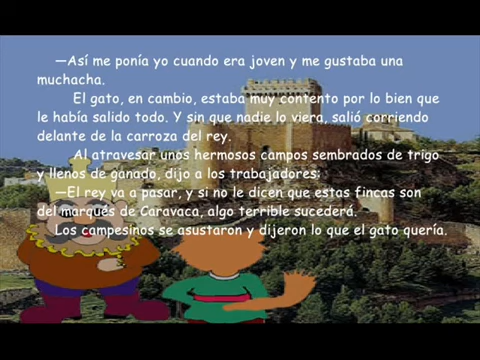 —Así me ponía yo cuando era joven y me gustaba una
muchacha.
El gato, en cambio, estaba muy contento por lo bien que
le había salido todo. Y sin que nadie lo viera, salió corriendo
delante de la carroza del rey.
Al atravesar unos hermosos campos sembrados de trigo
y llenos de ganado, dijo a los trabajadores:
—El rey va a pasar, y si no le dicen que estas fincas son
del marqués de Caravaca, algo terrible sucederá.
Los campesinos se asustaron y dijeron lo que el gato quería.